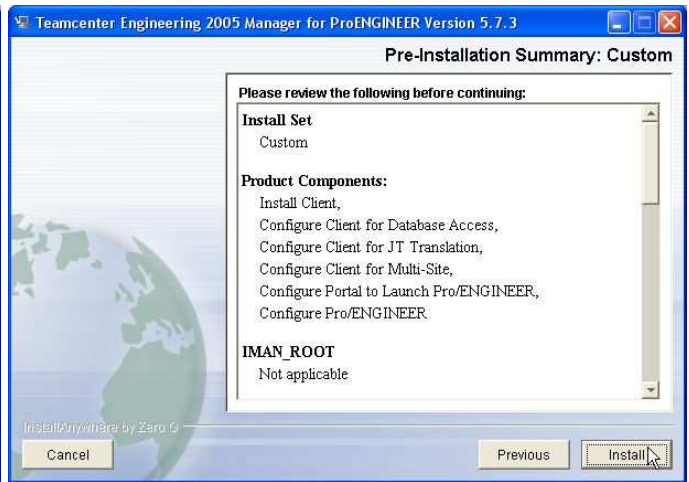 Teamcenter Engineering 2005 Manager for ProENGINEER Version 5.7.3
Pre-Installation Summary: Custom
Please review the following before continuing:
Install Set
Custom
Product Components:
Install Client,
Configure Client for Database Access,
Configure Client for JT Translation,
Configure Client for Multi-Site,
Configure Portal to Launch Pro/ENGINEER,
Configure Pro/ENGINEER
IMAN_ROOT
Not applicable
InstallAnywhere by Zero G
Cancel
Previous
Install